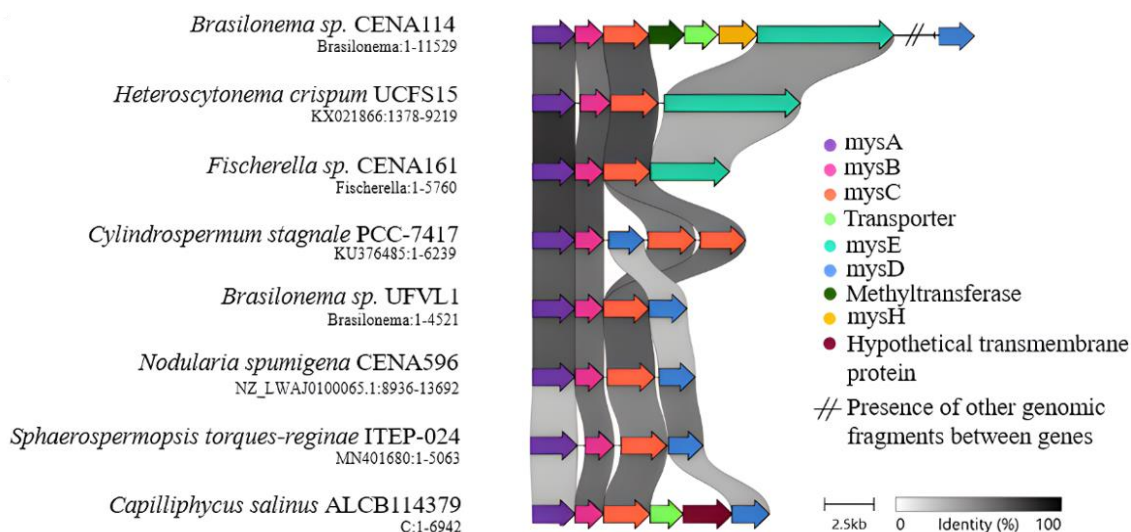 Brasilonema sp. CENA114
Brasilonema:1-11529
Heteroscytonema crispum UCFS15
KX021866:1378-9219
Fischerella sp. CENA161
Fischerella:1-5760
Cylindrospermum stagnale PCC-7417
KU376485:1-6239
Brasilonema sp. UFVL1
Brasilonema:1-4521
Nodularia spumigena CENA596
NZ_LWAJ0100065.1:8936-13692
Sphaerospermopsis torques-reginae ITEP-024
MN401680:1-5063
Capilliphycus salinus ALCB114379
C:1-6942
//
mysA
mysB
mysC
Transporter
mysE
mysD
Methyltransferase
mysH
Hypothetical transmembrane
protein
// Presence of other genomic
fragments between genes
2.5kb
0 Identity (%) 100